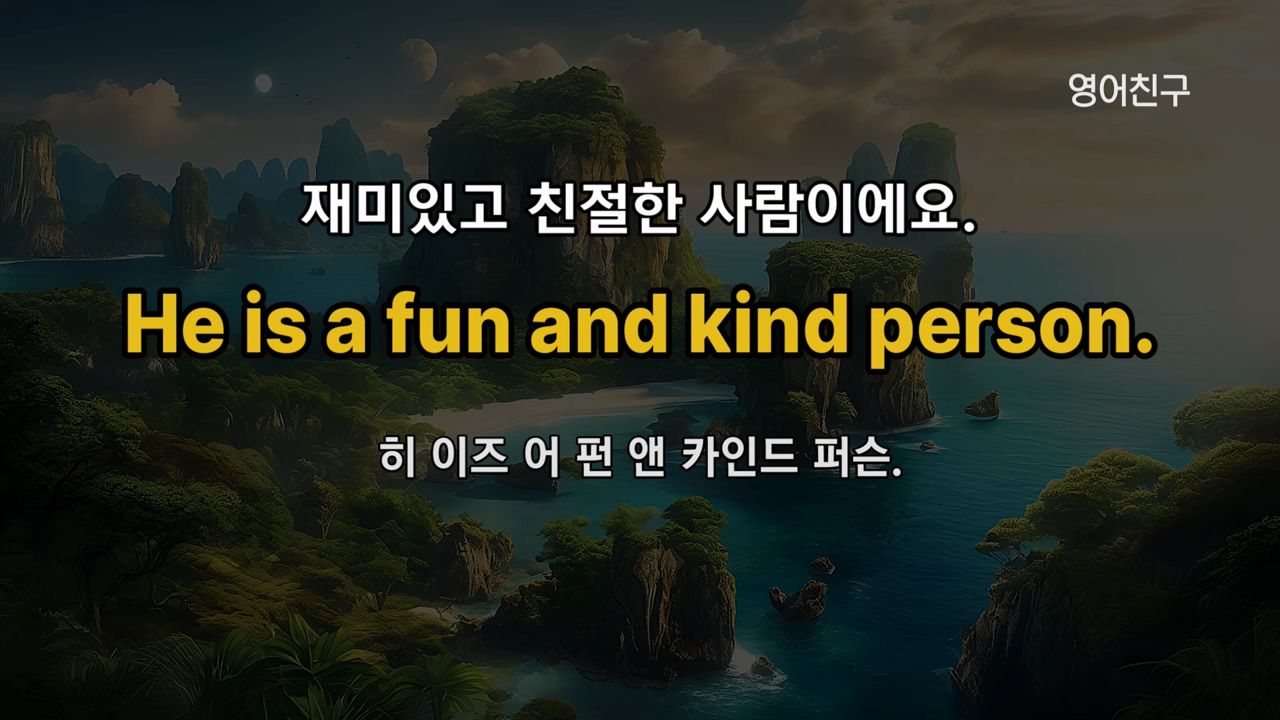 영어친구
재미있고 친절한 사람이에요.
He is a fun and kind person.
히 이즈 어 펀 앤 카인드 퍼슨.